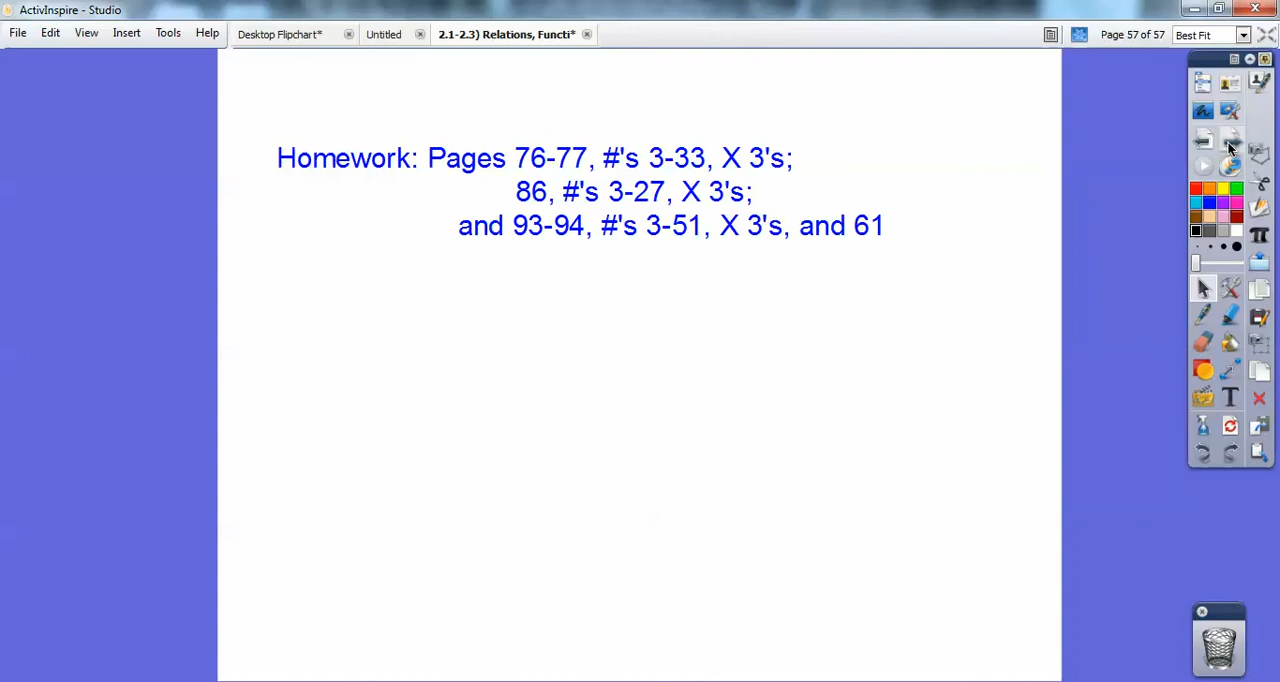 ActivInspire - Studio
File Edit View Insert Tools Help
Desktop Flipchart* Untitled 2.1-2.3) Relations, Functi*
Page 57 of 57 Best Fit
Homework: Pages 76-77, #'s 3-33, X 3's;
86, #'s 3-27, X 3's;
and 93-94, #'s 3-51, X 3's, and 61